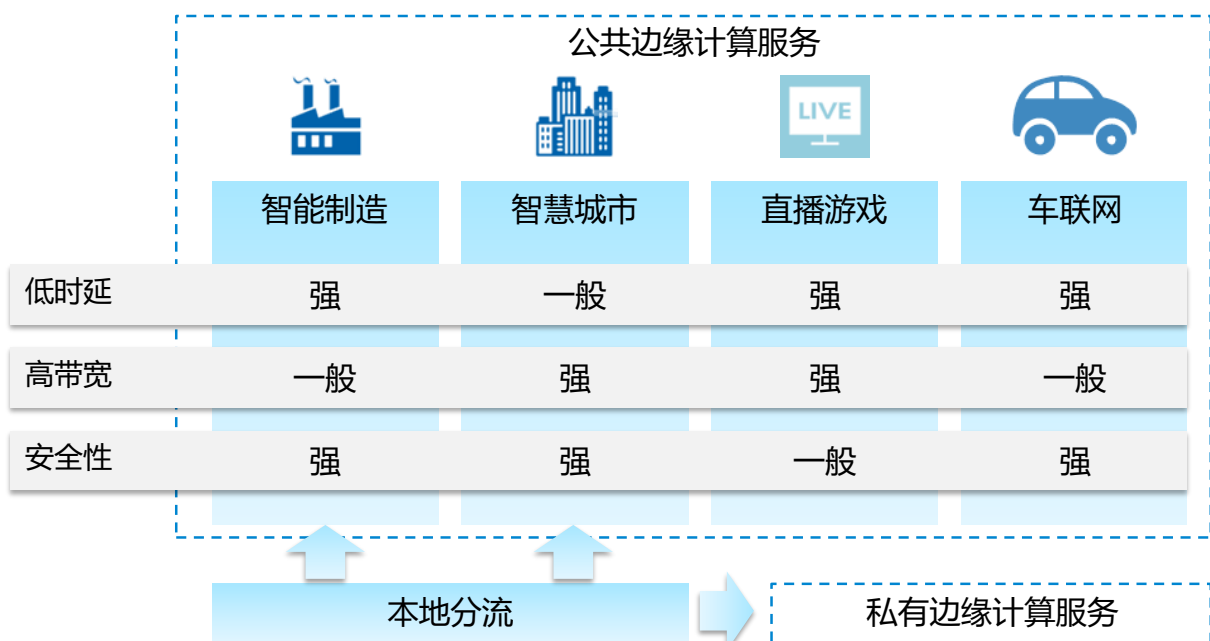 公共边缘计算服务
LIVE
智能制造 智慧城市 直播游戏 车联网
低时延 强 一般 强 强
高带宽 一般 强 强 一般
安全性 强 强 一般 强
本地分流 私有边缘计算服务